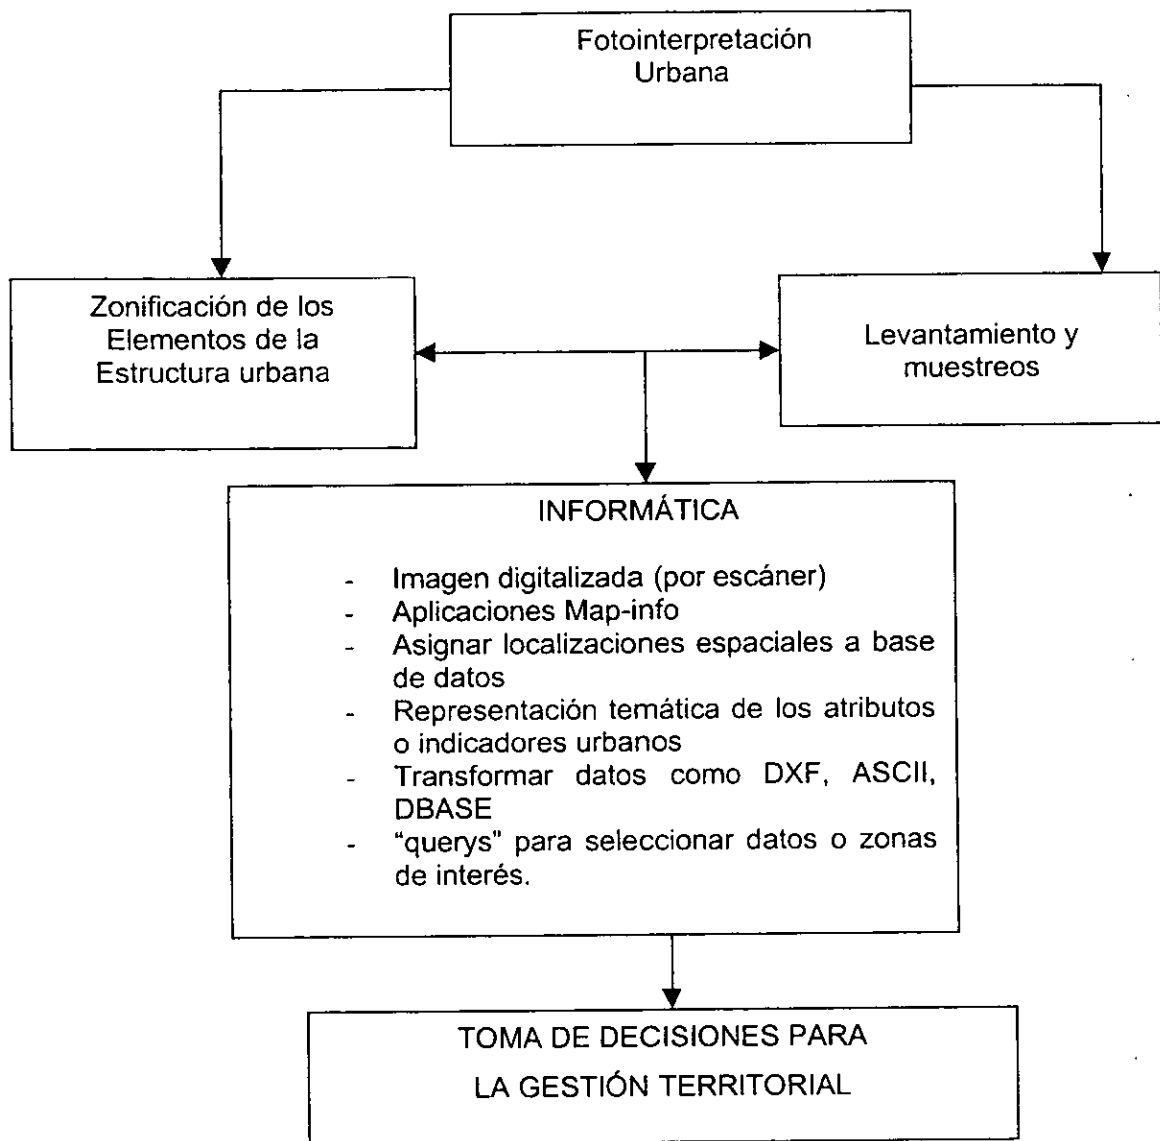 Fotointerpretación
Urbana
Zonificación de los
Elementos de la
Estructura urbana
Levantamiento y
muestreos
INFORMÁTICA
- Imagen digitalizada (por escáner)
- Aplicaciones Map-info
- Asignar localizaciones espaciales a base
de datos
- Representación temática de los atributos
o indicadores urbanos
- Transformar datos como DXF, ASCII,
DBASE
- “querys” para seleccionar datos o zonas
de interés.
TOMA DE DECISIONES PARA
LA GESTIÓN TERRITORIAL